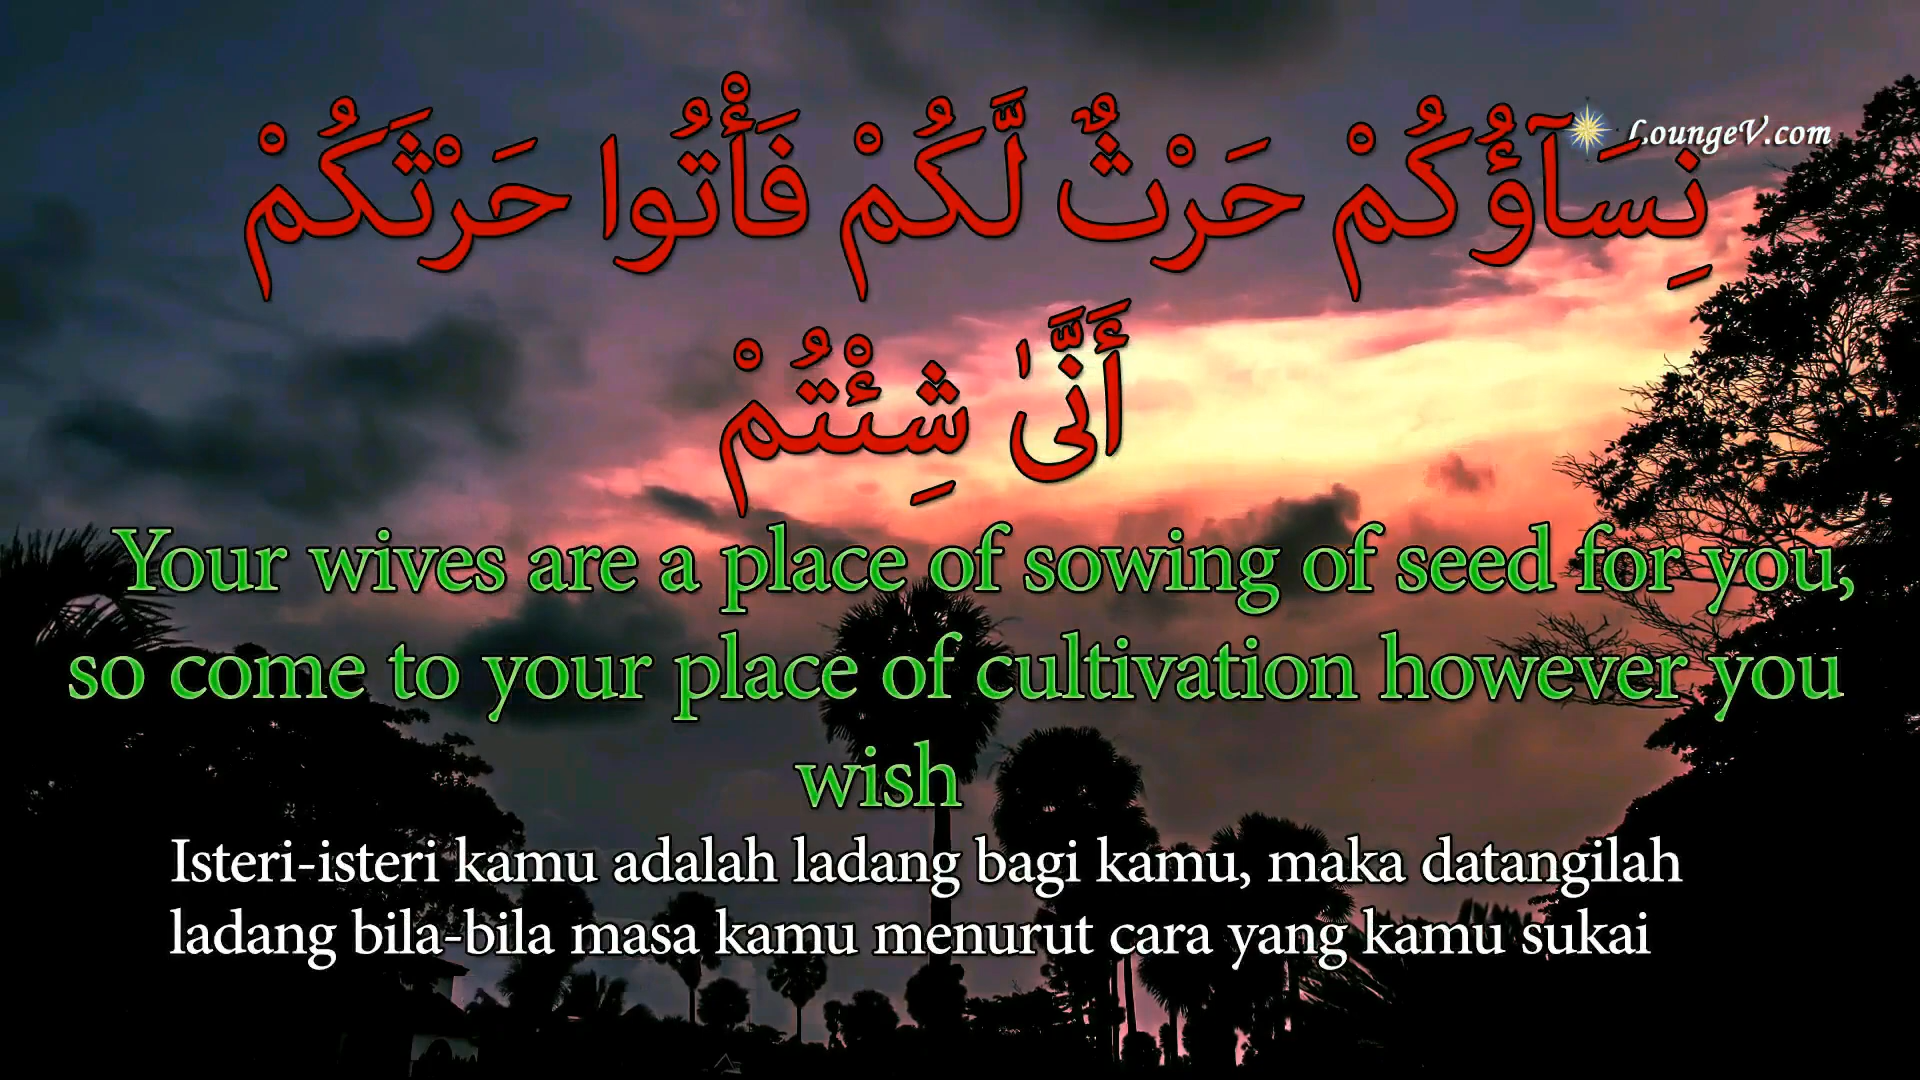 LoungeV.com
نِسَآؤُكُمْ حَرْثٌ لَّكُمْ فَأْتُوا حَرْثَكُمْ
أَنَّىٰ شِئْتُمْ
Your wives are a place of sowing of seed for you,
so come to your place of cultivation however you
wish
Isteri-isteri kamu adalah ladang bagi kamu, maka datangilah
ladang bila-bila masa kamu menurut cara yang kamu sukai